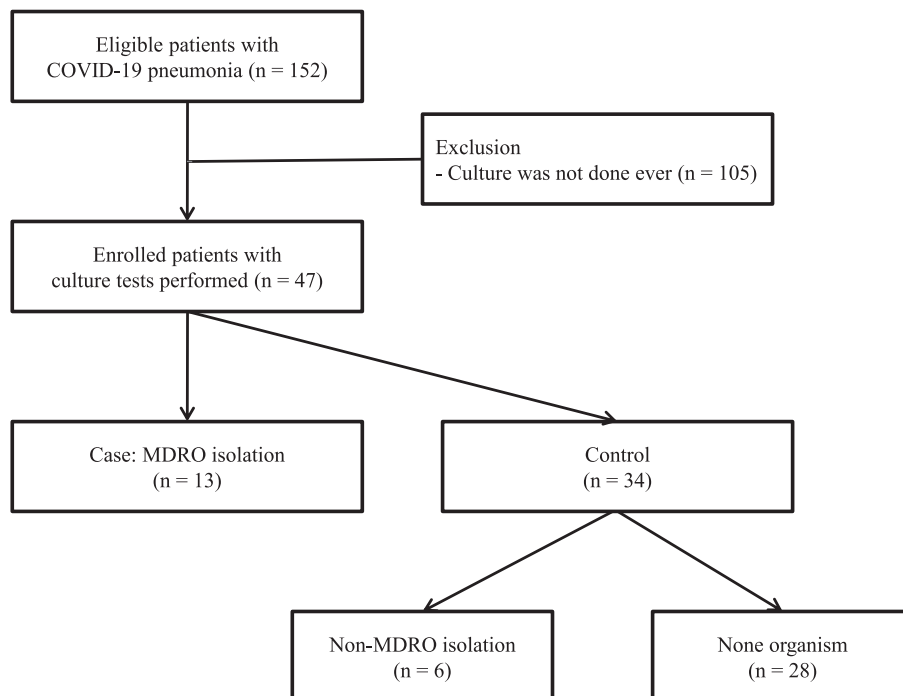 Eligible patients with
COVID-19 pneumonia (n = 152)
Exclusion
- Culture was not done ever (n = 105)
Enrolled patients with
culture tests performed (n = 47)
Case: MDRO isolation
(n = 13)
Control
(n = 34)
Non-MDRO isolation
(n = 6)
None organism
(n = 28)